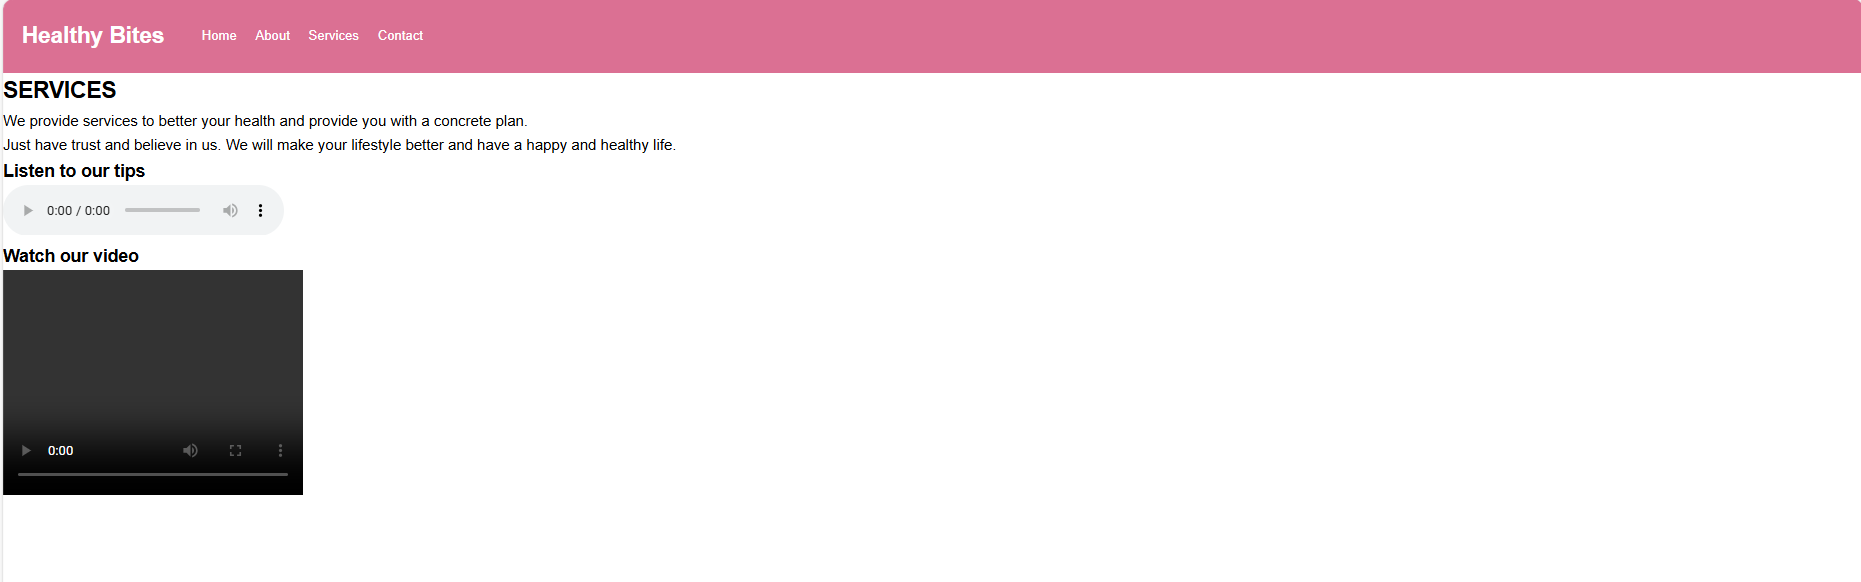 Healthy Bites Home About Services Contact
SERVICES
We provide services to better your health and provide you with a concrete plan.
Just have trust and believe in us. We will make your lifestyle better and have a happy and healthy life.
Listen to our tips
0:00 / 0:00
Watch our video
0:00